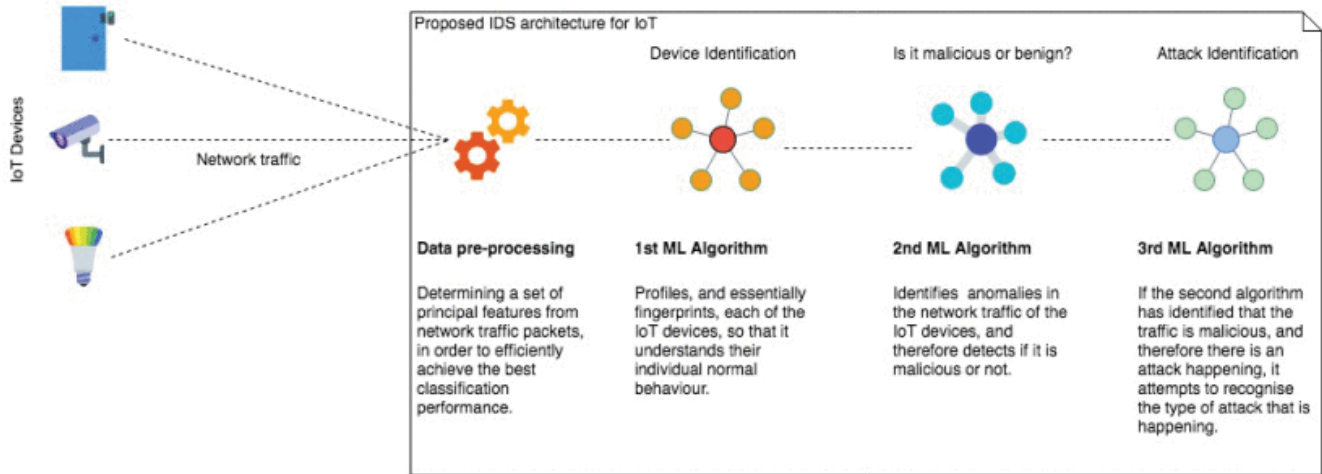 IoT Devices
Network traffic
Proposed IDS architecture for IoT
Device Identification
Is it malicious or benign?
Attack Identification
Data pre-processing
Determining a set of
principal features from
network traffic packets,
in order to efficiently
achieve the best
classification
performance.
1st ML Algorithm
Profiles, and essentially
fingerprints, each of the
IoT devices, so that it
understands their
individual normal
behaviour.
2nd ML Algorithm
Identifies anomalies in
the network traffic of the
IoT devices, and
therefore detects if it is
malicious or not.
3rd ML Algorithm
If the second algorithm
has identified that the
traffic is malicious, and
therefore there is an
attack happening, it
attempts to recognise
the type of attack that is
happening.